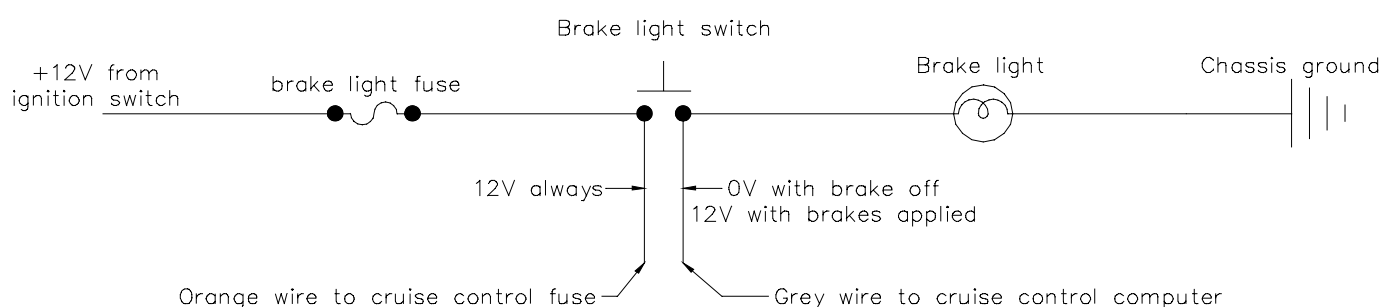 Brake light switch
+12V from
ignition switch
brake light fuse
Brake light
Chassis ground
12V always
0V with brake off
12V with brakes applied
Orange wire to cruise control fuse
Grey wire to cruise control computer